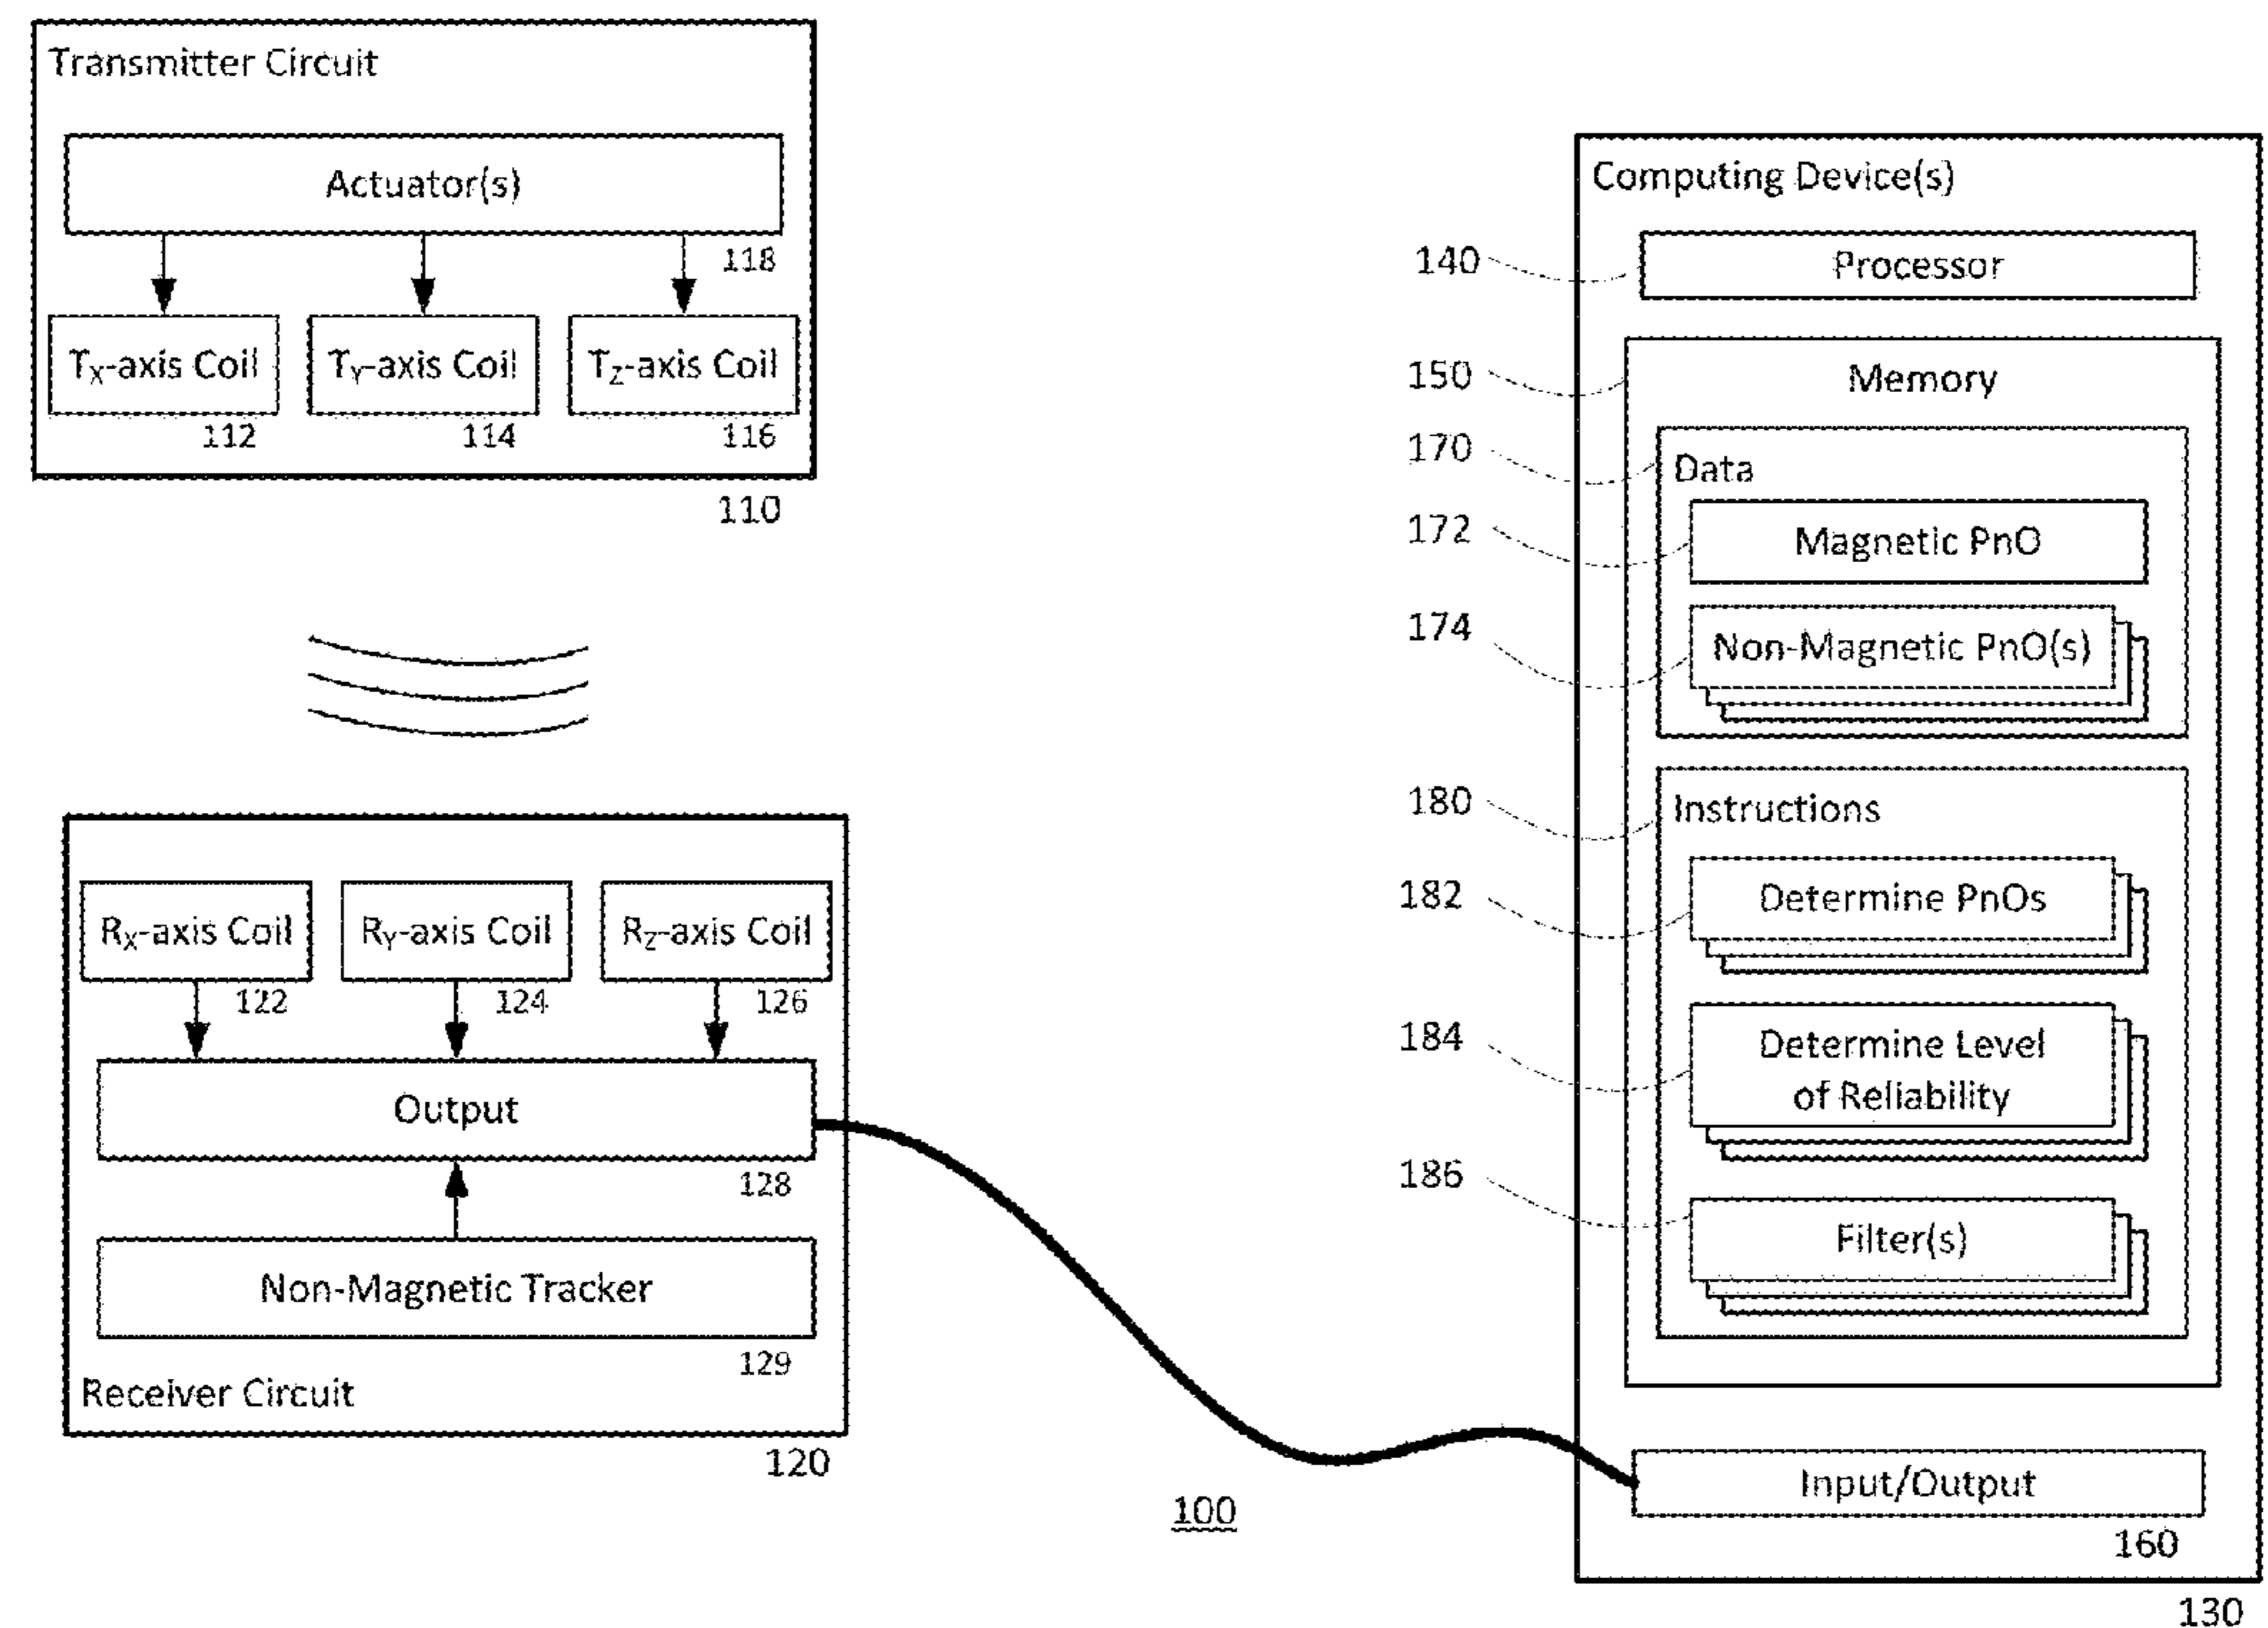 Transmitter Circuit
Actuator(s)
118
TX-axis Coil
TY-axis Coil
TZ-axis Coil
112
114
116
110
RX-axis Coil
RY-axis Coil
RZ-axis Coil
122
124
126
Output
128
Non-Magnetic Tracker
129
Receiver Circuit
120
100
Computing Device(s)
140
Processor
150
Memory
170
Data
172
Magnetic PnO
174
Non-Magnetic PnO(s)
180
Instructions
182
Determine PnOs
184
Determine Level
of Reliability
186
Filter(s)
Input/Output
160
130